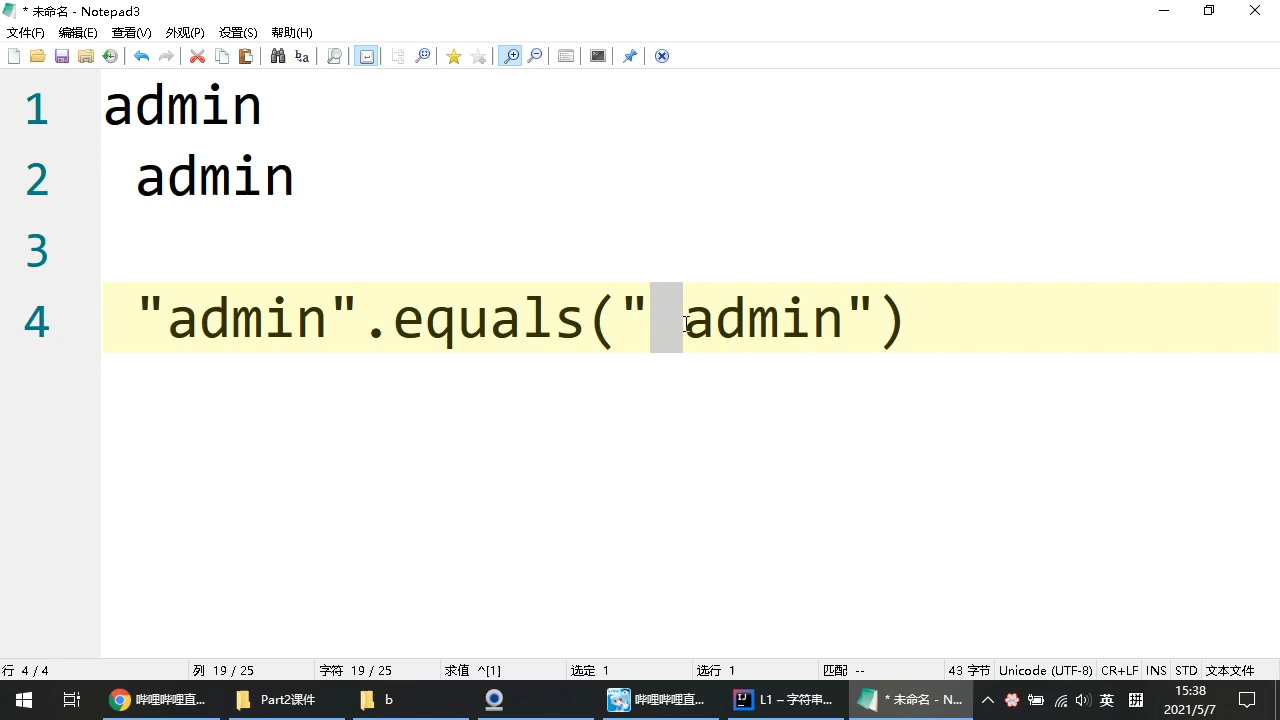 * 未命名 - Notepad3
文件(F) 编辑(E) 查看(V) 外观(P) 设置(S) 帮助(H)
1 admin
2  admin
3
4  "admin".equals(" admin")
行 4 / 4 列 19 / 25 字符 19 / 25 求值 ^[1] 选定 1 选行 1 匹配 -- 43 字节 Unicode (UTF-8) CR+LF INS STD 文本文件
哔哩哔哩直... Part2课件 b 哔哩哔哩直... L1 – 字符串... * 未命名 - N... 英 拼 15:38
2021/5/7